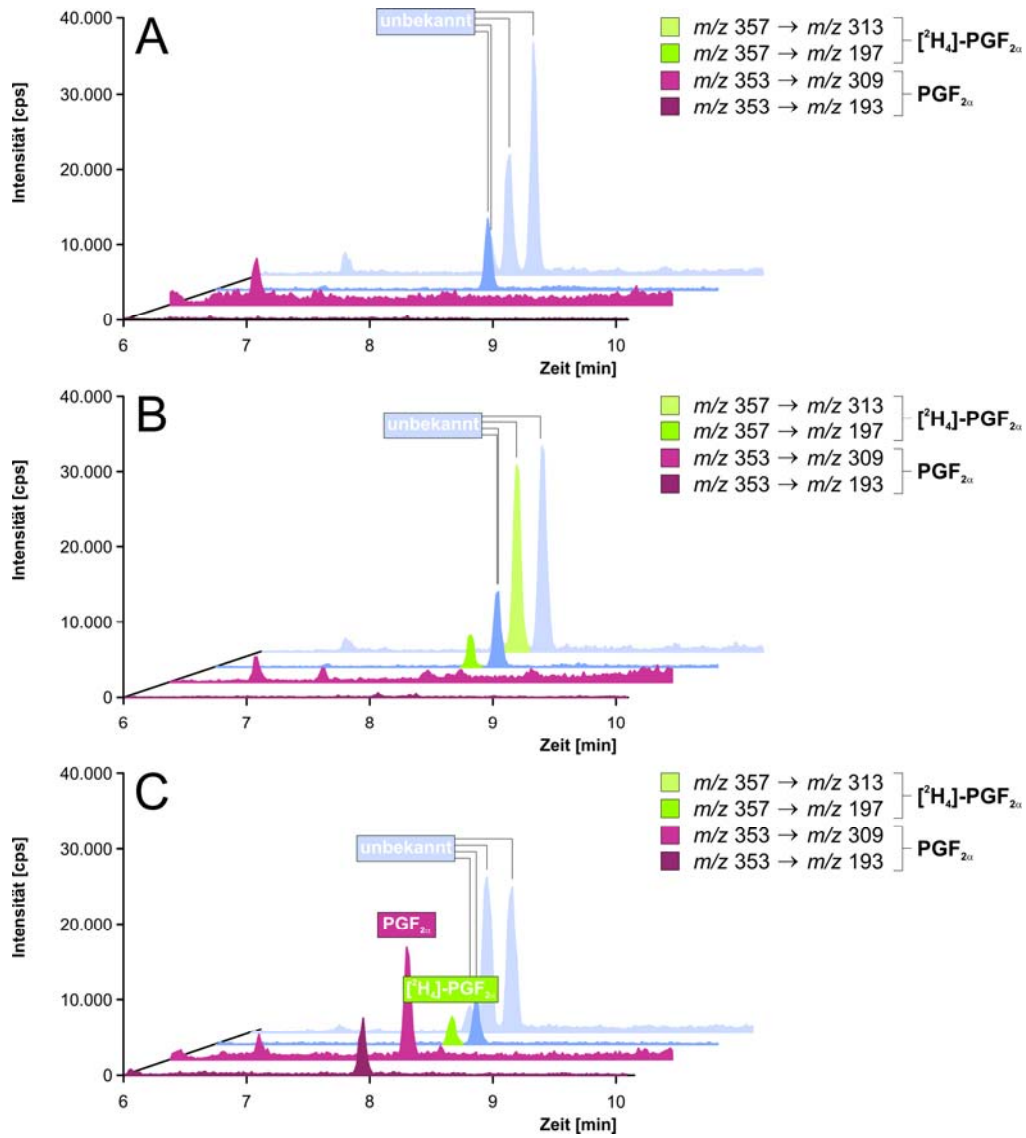 A
Intensität [cps]
40.000
30.000
20.000
10.000
0
unbekannt
m/z 357 → m/z 313
m/z 357 → m/z 197
[²H₄]-PGF₂α
m/z 353 → m/z 309
m/z 353 → m/z 193
PGF₂α
6 7 8 9 10
Zeit [min]
B
Intensität [cps]
40.000
30.000
20.000
10.000
0
unbekannt
m/z 357 → m/z 313
m/z 357 → m/z 197
[²H₄]-PGF₂α
m/z 353 → m/z 309
m/z 353 → m/z 193
PGF₂α
6 7 8 9 10
Zeit [min]
C
Intensität [cps]
40.000
30.000
20.000
10.000
0
unbekannt
PGF₂α
[²H₄]-PGF₂α
m/z 357 → m/z 313
m/z 357 → m/z 197
[²H₄]-PGF₂α
m/z 353 → m/z 309
m/z 353 → m/z 193
PGF₂α
6 7 8 9 10
Zeit [min]